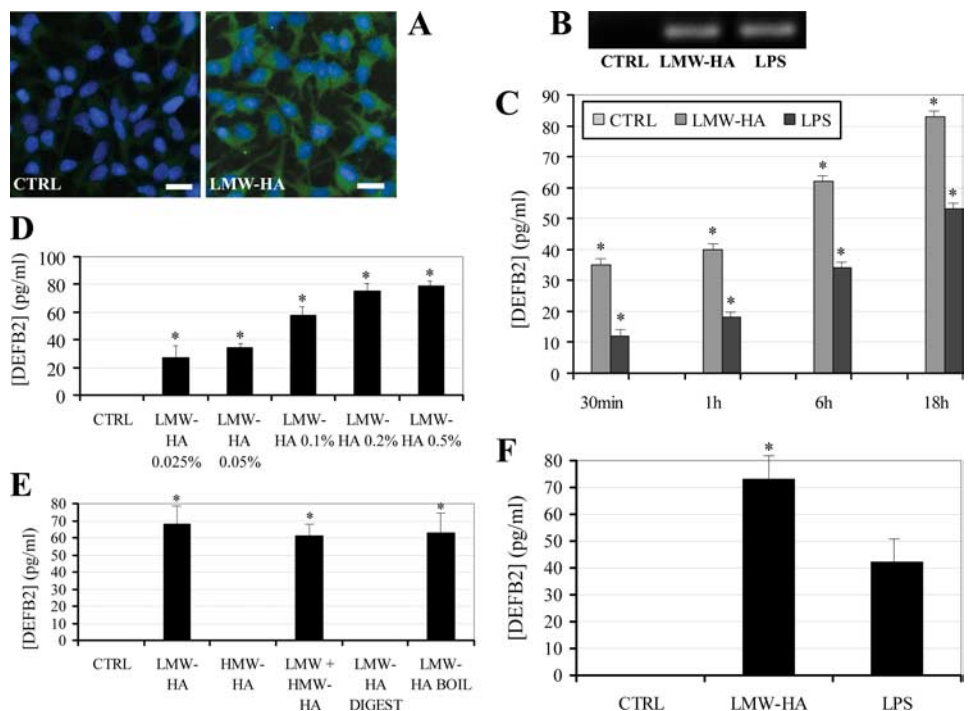 A
CTRL
LMW-HA
B
CTRL LMW-HA LPS
C
[DEFB2] (pg/ml)
90
80
70
60
50
40
30
20
10
0
CTRL LMW-HA LPS
* * * * * * * *
30min 1h 6h 18h
D
[DEFB2] (pg/ml)
100
80
60
40
20
0
* * * * *
CTRL LMW- LMW- LMW- LMW- LMW-
HA HA HA 0.1% HA 0.2% HA 0.5%
0.025% 0.05%
E
[DEFB2] (pg/ml)
80
70
60
50
40
30
20
10
0
* * *
CTRL LMW- HMW- LMW + LMW- LMW-
HA HA HMW- HA HA BOIL
HA DIGEST
F
[DEFB2] (pg/ml)
80
70
60
50
40
30
20
10
0
*
CTRL LMW-HA LPS